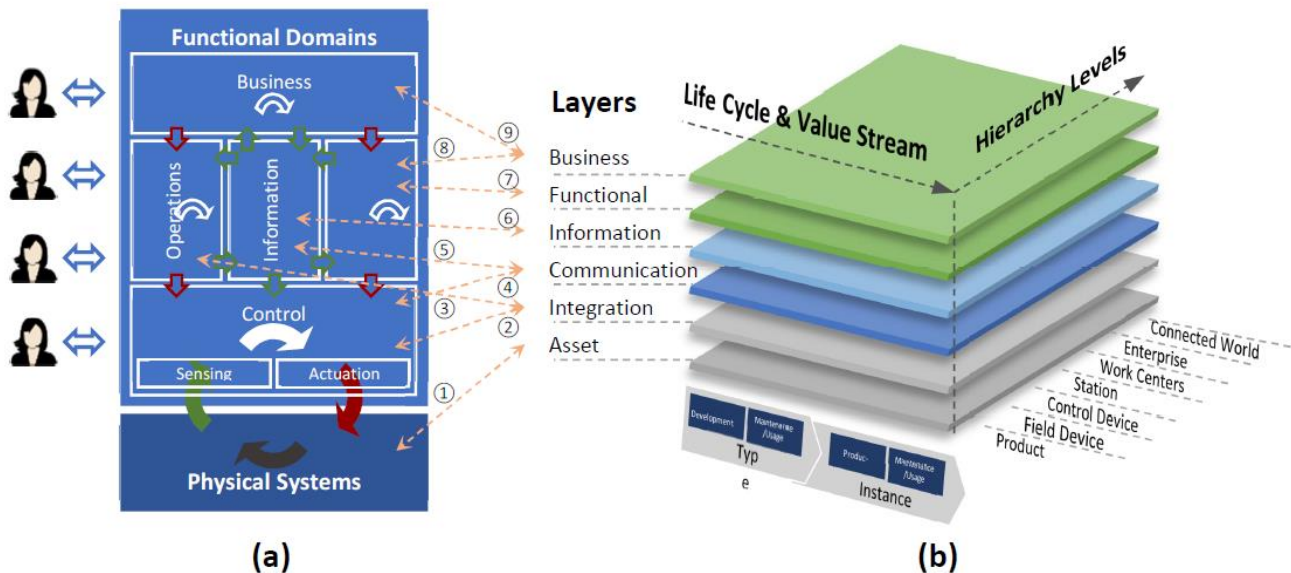 Functional Domains
Business
Operations
Information
Control
Sensing
Actuation
Physical Systems
(a)
⑨
⑧
⑦
⑥
⑤
④
③
②
①
Layers
Business
Functional
Information
Communication
Integration
Asset
Life Cycle & Value Stream
Hierarchy Levels
Connected World
Enterprise
Work Centers
Station
Control Device
Field Device
Product
Development
Maintenance
/Usage
Typ
e
Produc-
Maintenance
/Usage
Instance
(b)